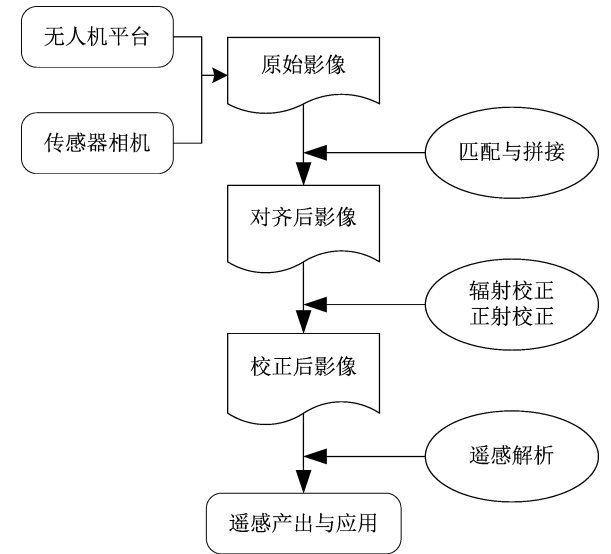 无人机平台
原始影像
传感器相机
匹配与拼接
对齐后影像
辐射校正
正射校正
校正后影像
遥感解析
遥感产出与应用